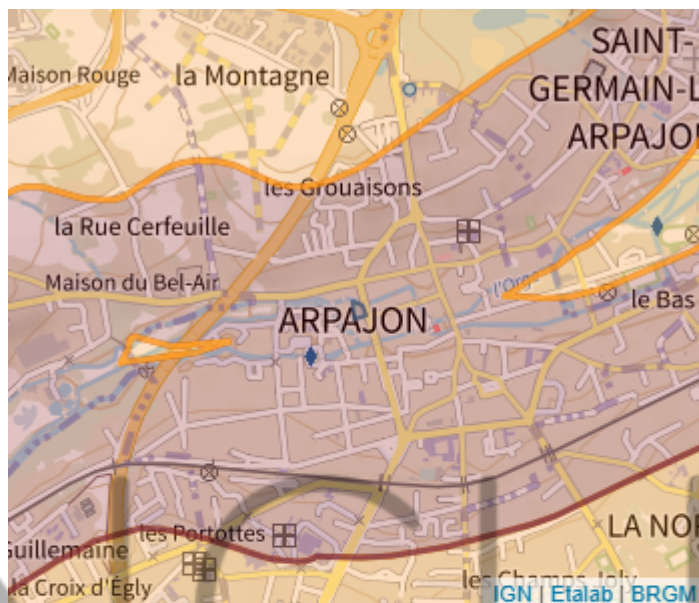 SAINT-
GERMAIN-L
ARPAJO
Maison Rouge
la Montagne
les Grouaisons
la Rue Cerfeuille
Maison du Bel-Air
l'Orge
le Bas
ARPAJON
les Portottes
LA NO
Guillemaine
la Croix d'Égly
les Champs Joly
IGN | Etalab | BRGM